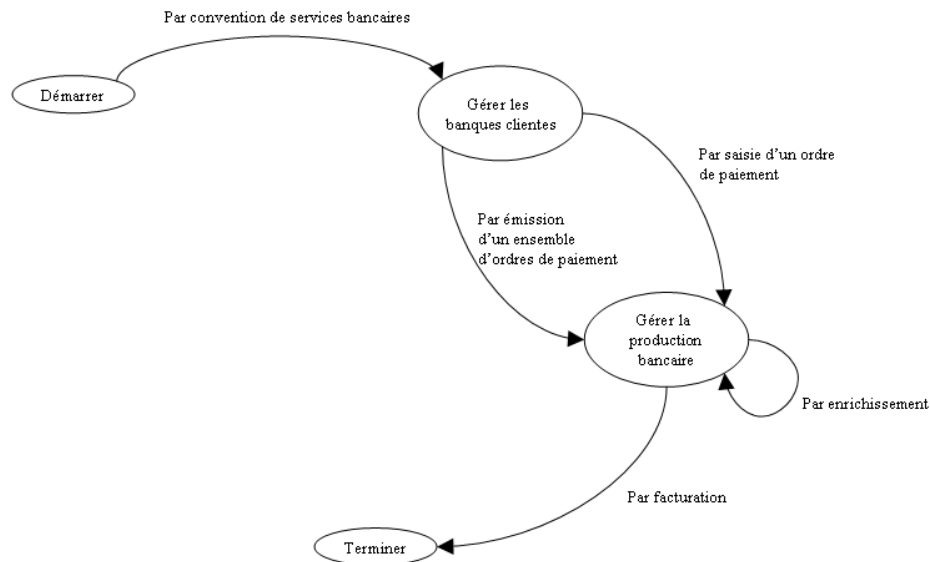 Par convention de services bancaires
Démarrer
Gérer les
banques clientes
Par saisie d'un ordre
de paiement
Par émission
d'un ensemble
d'ordres de paiement
Gérer la
production
bancaire
Par enrichissement
Par facturation
Terminer